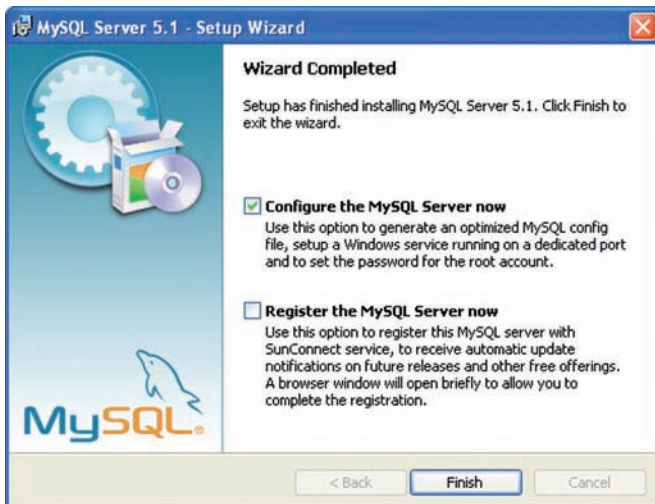 MySQL Server 5.1 - Setup Wizard
Wizard Completed
Setup has finished installing MySQL Server 5.1. Click Finish to
exit the wizard.
Configure the MySQL Server now
Use this option to generate an optimized MySQL config
file, setup a Windows service running on a dedicated port
and to set the password for the root account.
Register the MySQL Server now
Use this option to register this MySQL server with
SunConnect service, to receive automatic update
notifications on future releases and other free offerings.
A browser window will open briefly to allow you to
complete the registration.
MySQL®
< Back
Finish
Cancel